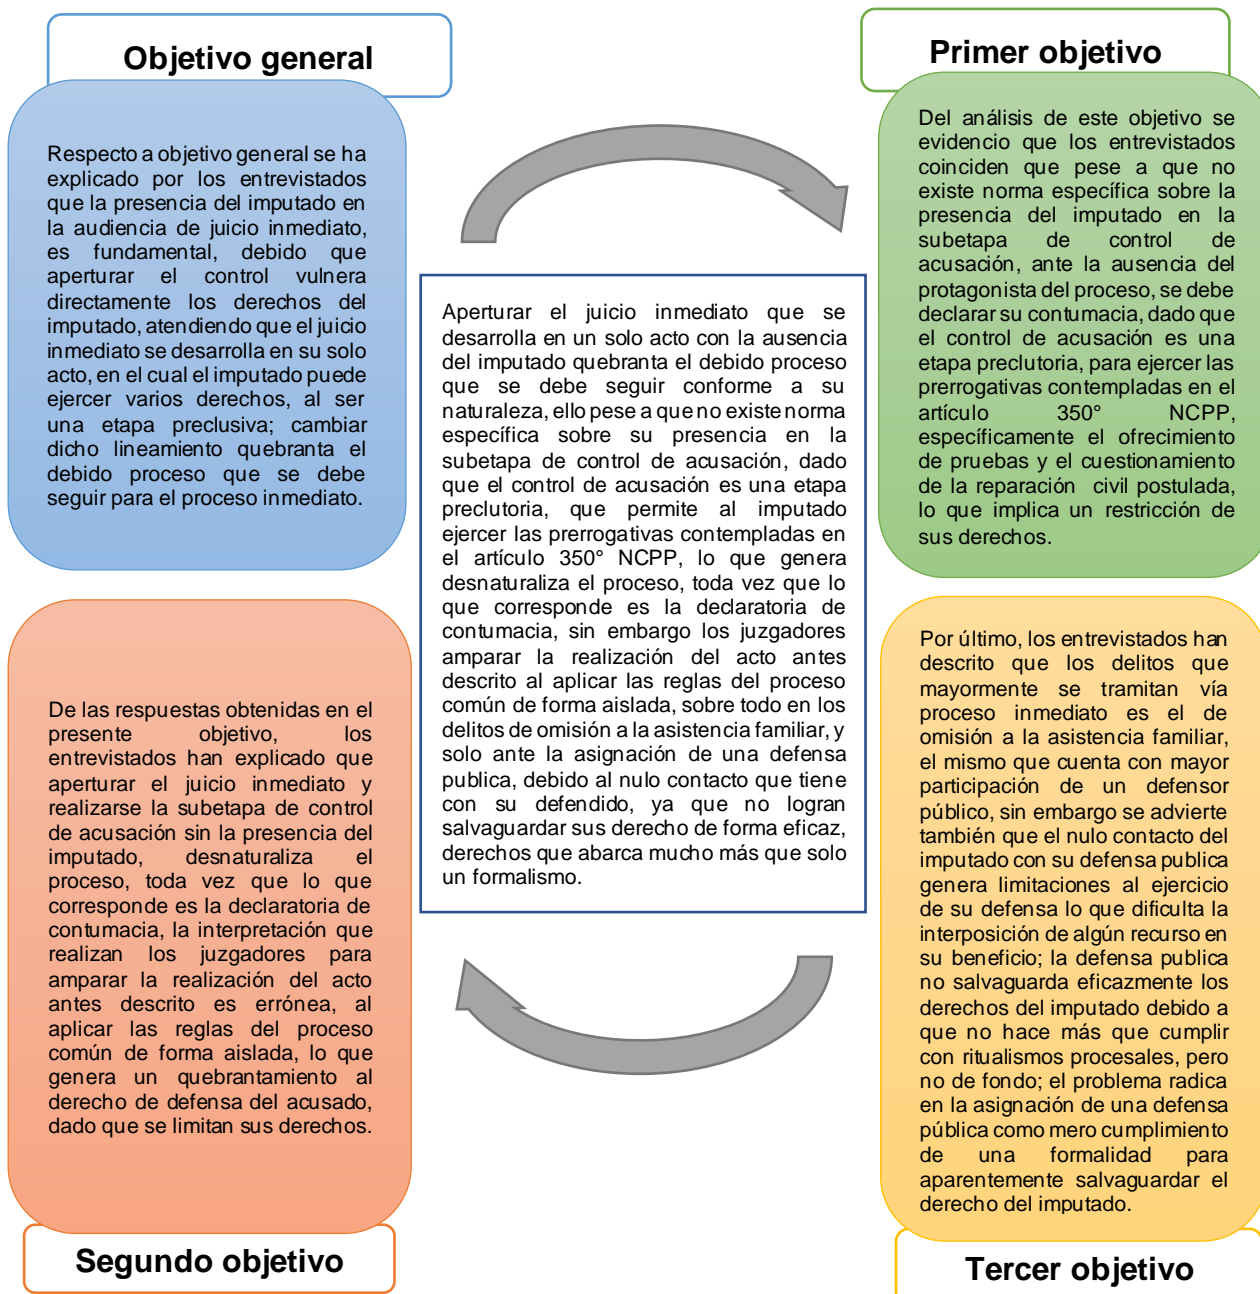 Objetivo general
Respecto a objetivo general se ha
explicado por los entrevistados
que la presencia del imputado en
la audiencia de juicio inmediato,
es fundamental, debido que
aperturar el control vulnera
directamente los derechos del
imputado, atendiendo que el juicio
inmediato se desarrolla en su solo
acto, en el cual el imputado puede
ejercer varios derechos, al ser
una etapa preclusiva; cambiar
dicho lineamiento quebranta el
debido proceso que se debe
seguir para el proceso inmediato.
Primer objetivo
Del análisis de este objetivo se
evidencio que los entrevistados
coinciden que pese a que no
existe norma específica sobre la
presencia del imputado en la
subetapa de control de
acusación, ante la ausencia del
protagonista del proceso, se debe
declarar su contumacia, dado que
el control de acusación es una
etapa preclutoria, para ejercer las
prerrogativas contempladas en el
artículo 350° NCPP,
específicamente el ofrecimiento
de pruebas y el cuestionamiento
de la reparación civil postulada,
lo que implica un restricción de
sus derechos.
Aperturar el juicio inmediato que se
desarrolla en un solo acto con la ausencia
del imputado quebranta el debido proceso
que se debe seguir conforme a su
naturaleza, ello pese a que no existe norma
específica sobre su presencia en la
subetapa de control de acusación, dado
que el control de acusación es una etapa
preclutoria, que permite al imputado
ejercer las prerrogativas contempladas en
el artículo 350° NCPP, lo que genera
desnaturaliza el proceso, toda vez que lo
que corresponde es la declaratoria de
contumacia, sin embargo los juzgadores
amparar la realización del acto antes
descrito al aplicar las reglas del proceso
común de forma aislada, sobre todo en los
delitos de omisión a la asistencia familiar, y
solo ante la asignación de una defensa
publica, debido al nulo contacto que tiene
con su defendido, ya que no logran
salvaguardar sus derecho de forma eficaz,
derechos que abarca mucho más que solo
un formalismo.
De las respuestas obtenidas en el
presente objetivo, los
entrevistados han explicado que
aperturar el juicio inmediato y
realizarse la subetapa de control
de acusación sin la presencia del
imputado, desnaturaliza el
proceso, toda vez que lo que
corresponde es la declaratoria de
contumacia, la interpretación que
realizan los juzgadores para
amparar la realización del acto
antes descrito es errónea, al
aplicar las reglas del proceso
común de forma aislada, lo que
genera un quebrantamiento al
derecho de defensa del acusado,
dado que se limitan sus derechos.
Segundo objetivo
Por último, los entrevistados han
descrito que los delitos que
mayormente se tramitan vía
proceso inmediato es el de
omisión a la asistencia familiar,
el mismo que cuenta con mayor
participación de un defensor
público, sin embargo se advierte
también que el nulo contacto del
imputado con su defensa publica
genera limitaciones al ejercicio
de su defensa lo que dificulta la
interposición de algún recurso en
su beneficio; la defensa publica
no salvaguarda eficazmente los
derechos del imputado debido a
que no hace más que cumplir
con ritualismos procesales, pero
no de fondo; el problema radica
en la asignación de una defensa
pública como mero cumplimiento
de una formalidad para
aparentemente salvaguardar el
derecho del imputado.
Tercer objetivo